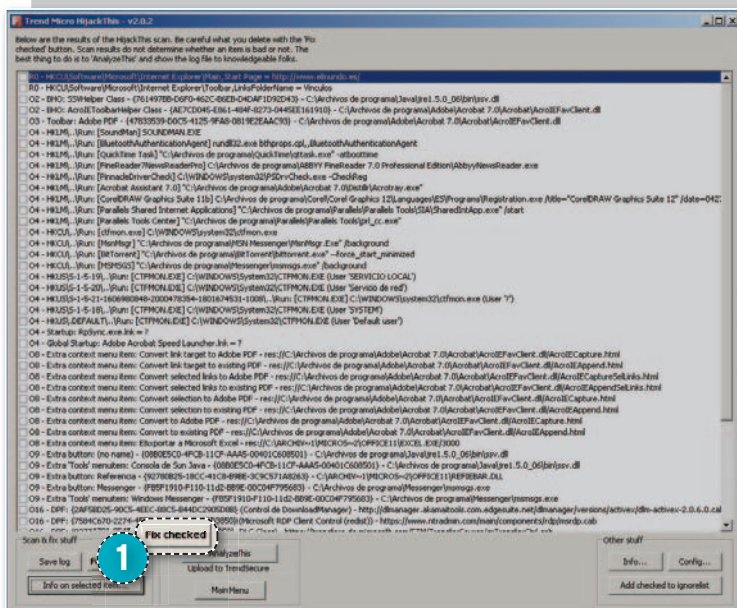 Trend Micro HijackThis - v2.0.2
Below are the results of the HijackThis scan. Be careful what you delete with the 'Fix
checked' button. Scan results do not determine whether an item is bad or not. The
best thing to do is to 'AnalyzeThis' and show the log file to knowledgeable folks.
R0 - HKCU\Software\Microsoft\Internet Explorer\Main,Start Page = http://www.elmundo.es/
R0 - HKCU\Software\Microsoft\Internet Explorer\Toolbar,LinksFolderName = Vínculos
O2 - BHO: SSVHelper Class - {761497BB-D6F0-462C-B6EB-D4DAF1D92D43} - C:\Archivos de programa\Java\jre1.5.0_06\bin\ssv.dll
O2 - BHO: AcroIEToolbarHelper Class - {AE7CD045-E861-484f-8273-0445EE161910} - C:\Archivos de programa\Adobe\Adobe Acrobat 7.0\Acrobat\AcroIEFavClient.dll
O3 - Toolbar: Adobe PDF - {47833539-D0C5-4125-9FA8-0819E2EAAC93} - C:\Archivos de programa\Adobe\Adobe Acrobat 7.0\Acrobat\AcroIEFavClient.dll
O4 - HKLM\..\Run: [SoundMan] SOUNDMAN.EXE
O4 - HKLM\..\Run: [BluetoothAuthenticationAgent] rundll32.exe bthprops.cpl,,BluetoothAuthenticationAgent
O4 - HKLM\..\Run: [QuickTime Task] "C:\Archivos de programa\QuickTime\qttask.exe" -atboottime
O4 - HKLM\..\Run: [FineReader7NewsReaderPro] C:\Archivos de programa\ABBYY FineReader 7.0 Professional Edition\AbbyyNewsReader.exe
O4 - HKLM\..\Run: [PinnacleDriverCheck] C:\WINDOWS\system32\PSDrvCheck.exe -CheckReg
O4 - HKLM\..\Run: [Acrobat Assistant 7.0] "C:\Archivos de programa\Adobe\Adobe Acrobat 7.0\Distillr\Acrotray.exe"
O4 - HKLM\..\Run: [CorelDRAW Graphics Suite 11b] C:\Archivos de programa\Corel\Corel Graphics 12\Languages\ES\Programs\Registration.exe /title="CorelDRAW Graphics Suite 12" /date=042
O4 - HKLM\..\Run: [Parallels Shared Internet Applications] "C:\Archivos de programa\Parallels\Parallels Tools\SIA\SharedIntApp.exe" /start
O4 - HKLM\..\Run: [Parallels Tools Center] "C:\Archivos de programa\Parallels\Parallels Tools\prl_cc.exe"
O4 - HKCU\..\Run: [ctfmon.exe] C:\WINDOWS\system32\ctfmon.exe
O4 - HKCU\..\Run: [MsnMsgr] "C:\Archivos de programa\MSN Messenger\MsnMsgr.Exe" /background
O4 - HKCU\..\Run: [BitTorrent] "C:\Archivos de programa\BitTorrent\bittorrent.exe" --force_start_minimized
O4 - HKCU\..\Run: [MSMSGS] "C:\Archivos de programa\Messenger\msmsgs.exe" /background
O4 - HKUS\S-1-5-19\..\Run: [CTFMON.EXE] C:\WINDOWS\System32\CTFMON.EXE (User 'SERVICIO LOCAL')
O4 - HKUS\S-1-5-20\..\Run: [CTFMON.EXE] C:\WINDOWS\System32\CTFMON.EXE (User 'Servicio de red')
O4 - HKUS\S-1-5-21-1606980848-2000478354-1801674531-1008\..\Run: [CTFMON.EXE] C:\WINDOWS\system32\ctfmon.exe (User '?')
O4 - HKUS\S-1-5-18\..\Run: [CTFMON.EXE] C:\WINDOWS\System32\CTFMON.EXE (User 'SYSTEM')
O4 - HKUS\.DEFAULT\..\Run: [CTFMON.EXE] C:\WINDOWS\System32\CTFMON.EXE (User 'Default user')
O4 - Startup: RpSync.exe.lnk = ?
O4 - Global Startup: Adobe Acrobat Speed Launcher.lnk = ?
O8 - Extra context menu item: Convert link target to Adobe PDF - res://C:\Archivos de programa\Adobe\Adobe Acrobat 7.0\Acrobat\AcroIEFavClient.dll/AcroIECapture.html
O8 - Extra context menu item: Convert link target to existing PDF - res://C:\Archivos de programa\Adobe\Adobe Acrobat 7.0\Acrobat\AcroIEFavClient.dll/AcroIEAppend.html
O8 - Extra context menu item: Convert selected links to Adobe PDF - res://C:\Archivos de programa\Adobe\Adobe Acrobat 7.0\Acrobat\AcroIEFavClient.dll/AcroIECaptureSelLinks.html
O8 - Extra context menu item: Convert selected links to existing PDF - res://C:\Archivos de programa\Adobe\Adobe Acrobat 7.0\Acrobat\AcroIEFavClient.dll/AcroIEAppendSelLinks.html
O8 - Extra context menu item: Convert selection to Adobe PDF - res://C:\Archivos de programa\Adobe\Adobe Acrobat 7.0\Acrobat\AcroIEFavClient.dll/AcroIECapture.html
O8 - Extra context menu item: Convert selection to existing PDF - res://C:\Archivos de programa\Adobe\Adobe Acrobat 7.0\Acrobat\AcroIEFavClient.dll/AcroIEAppend.html
O8 - Extra context menu item: Convert to Adobe PDF - res://C:\Archivos de programa\Adobe\Adobe Acrobat 7.0\Acrobat\AcroIEFavClient.dll/AcroIECapture.html
O8 - Extra context menu item: Convert to existing PDF - res://C:\Archivos de programa\Adobe\Adobe Acrobat 7.0\Acrobat\AcroIEFavClient.dll/AcroIEAppend.html
O8 - Extra context menu item: E&xportar a Microsoft Excel - res://C:\ARCHIV~1\MICROS~2\OFFICE11\EXCEL.EXE/3000
O9 - Extra button: (no name) - {08B0E5C0-4FCB-11CF-AAA5-00401C608501} - C:\Archivos de programa\Java\jre1.5.0_06\bin\ssv.dll
O9 - Extra 'Tools' menuitem: Consola de Sun Java - {08B0E5C0-4FCB-11CF-AAA5-00401C608501} - C:\Archivos de programa\Java\jre1.5.0_06\bin\ssv.dll
O9 - Extra button: Referencia - {92780B25-18CC-41C8-B9BE-3C9C571A8263} - C:\ARCHIV~1\MICROS~2\OFFICE11\REFIEBAR.DLL
O9 - Extra button: Messenger - {FB5F1910-F110-11d2-BB9E-00C04F795683} - C:\Archivos de programa\Messenger\msmsgs.exe
O9 - Extra 'Tools' menuitem: Windows Messenger - {FB5F1910-F110-11d2-BB9E-00C04F795683} - C:\Archivos de programa\Messenger\msmsgs.exe
O16 - DPF: {2AF5BD25-90C5-4EEC-88C5-B44DC2905D8B} (Control de DownloadManager) - http://dlmanager.akamaitools.com.edgesuite.net/dlmanager/versions/activex/dlm-activex-2.0.6.0.cab
O16 - DPF: {7584C670-2274-4 (Microsoft RDP Client Control (redist)) - https://www.ntradmin.com/main/components/rdp/msrdp.cab
Scan & fix stuff
Other stuff
Fix checked
1
Save log
AnalyzeThis
Info...
Config...
Upload to TrendSecure
Info on selected item...
Main Menu
Add checked to ignorelist